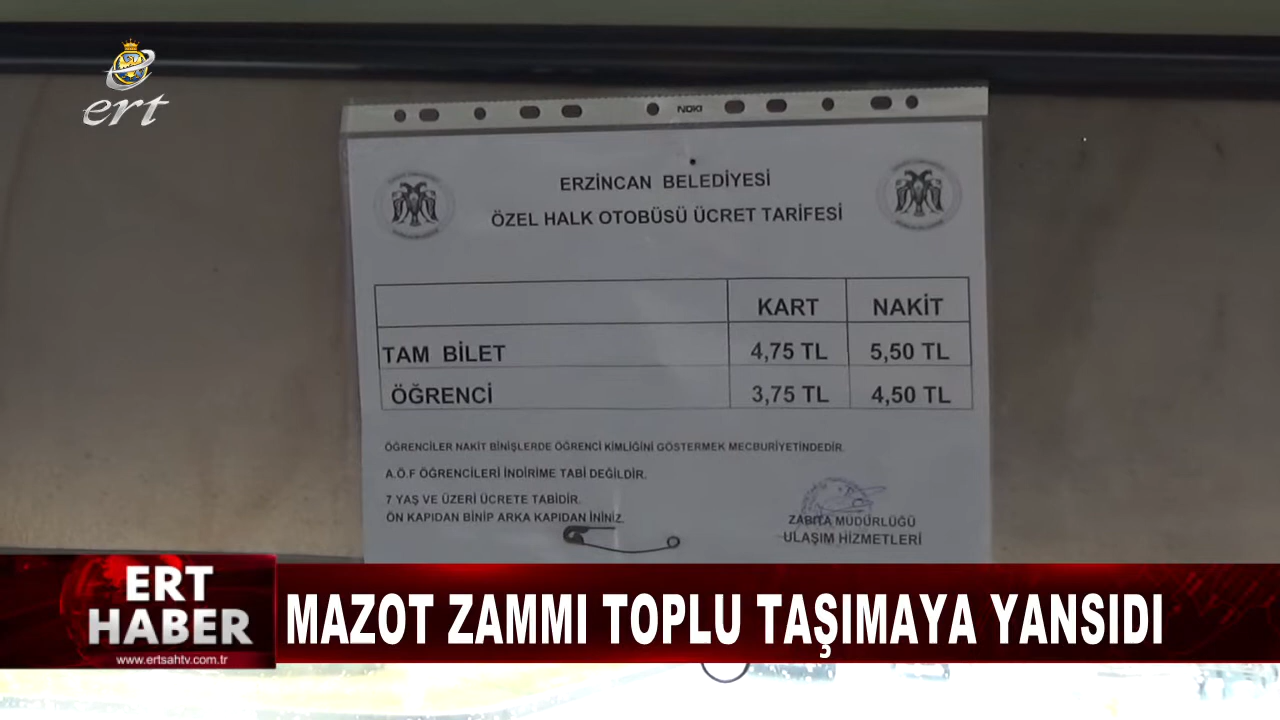 ert
NOKI
ERZİNCAN BELEDİYESİ
ÖZEL HALK OTOBÜSÜ ÜCRET TARİFESİ
KART NAKİT
TAM BİLET 4,75 TL 5,50 TL
ÖĞRENCİ 3,75 TL 4,50 TL
ÖĞRENCİLER NAKİT BİNİŞLERDE ÖĞRENCİ KİMLİĞİNİ GÖSTERMEK MECBURİYETİNDEDİR.
A.Ö.F ÖĞRENCİLERİ İNDİRİME TABİ DEĞİLDİR.
7 YAŞ VE ÜZERİ ÜCRETE TABİDİR.
ÖN KAPIDAN BİNİP ARKA KAPIDAN İNİNİZ.
ZABITA MÜDÜRLÜĞÜ
ULAŞIM HİZMETLERİ
ERT
HABER
www.ertsahtv.com.tr
MAZOT ZAMMI TOPLU TAŞIMAYA YANSIDI